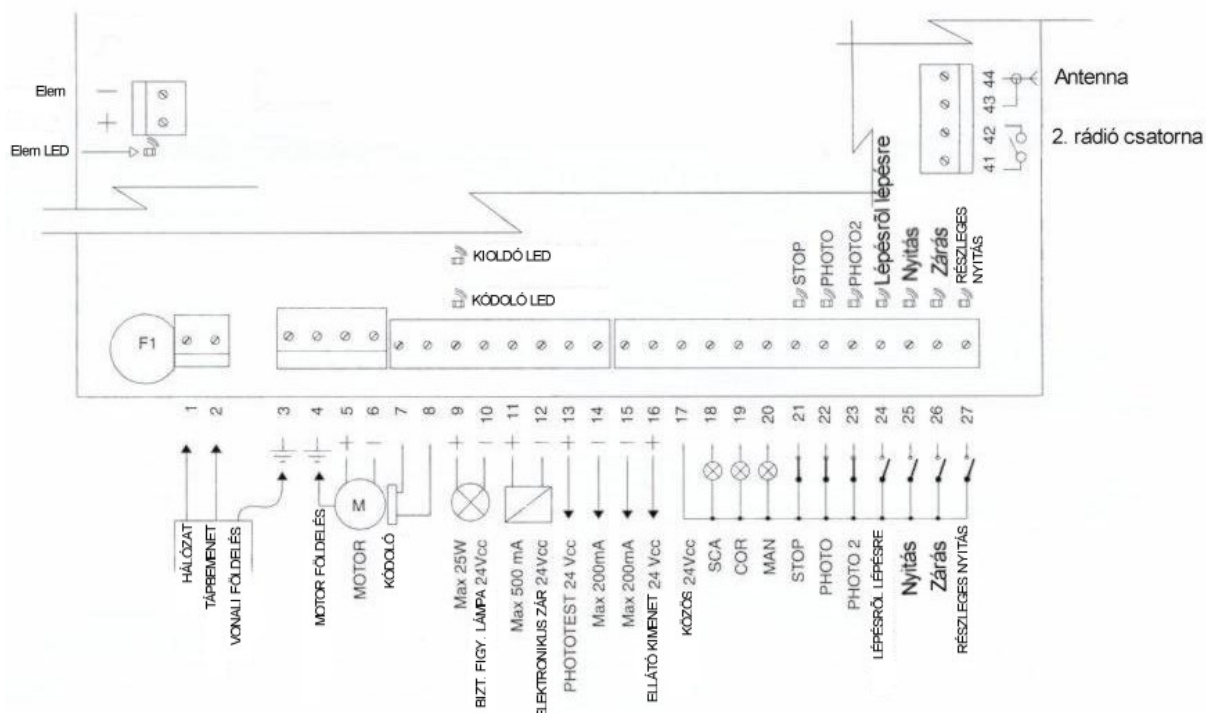 Elem
–
+
Elem LED
44
43
42
41
Antenna
2. rádió csatorna
KIOLDÓ LED
KÓDOLÓ LED
STOP
PHOTO
PHOTO2
Lépésrõl lépésre
Nyitás
Zárás
RÉSZLEGES
NYITÁS
F1
1
2
3
4
5
6
7
8
9
10
11
12
13
14
15
16
17
18
19
20
21
22
23
24
25
26
27
+
–
+
–
+
–
+
–
–
+
M
HÁLÓZAT
TÁPBEMENET
VONALI FÖLDELÉS
MOTOR FÖLDELÉS
MOTOR
KÓDOLÓ
Max 25W
BIZT. FIGY. LÁMPA 24Vcc
Max 500 mA
ELEKTRONIKUS ZÁR 24Vcc
PHOTOTEST 24 Vcc
Max 200mA
Max 200mA
ELLÁTÓ KIMENET 24 Vcc
KÖZÖS 24Vcc
SCA
COR
MAN
STOP
PHOTO
PHOTO 2
LÉPÉSRÕL LÉPÉSRE
Nyitás
Zárás
RÉSZLEGES NYITÁS